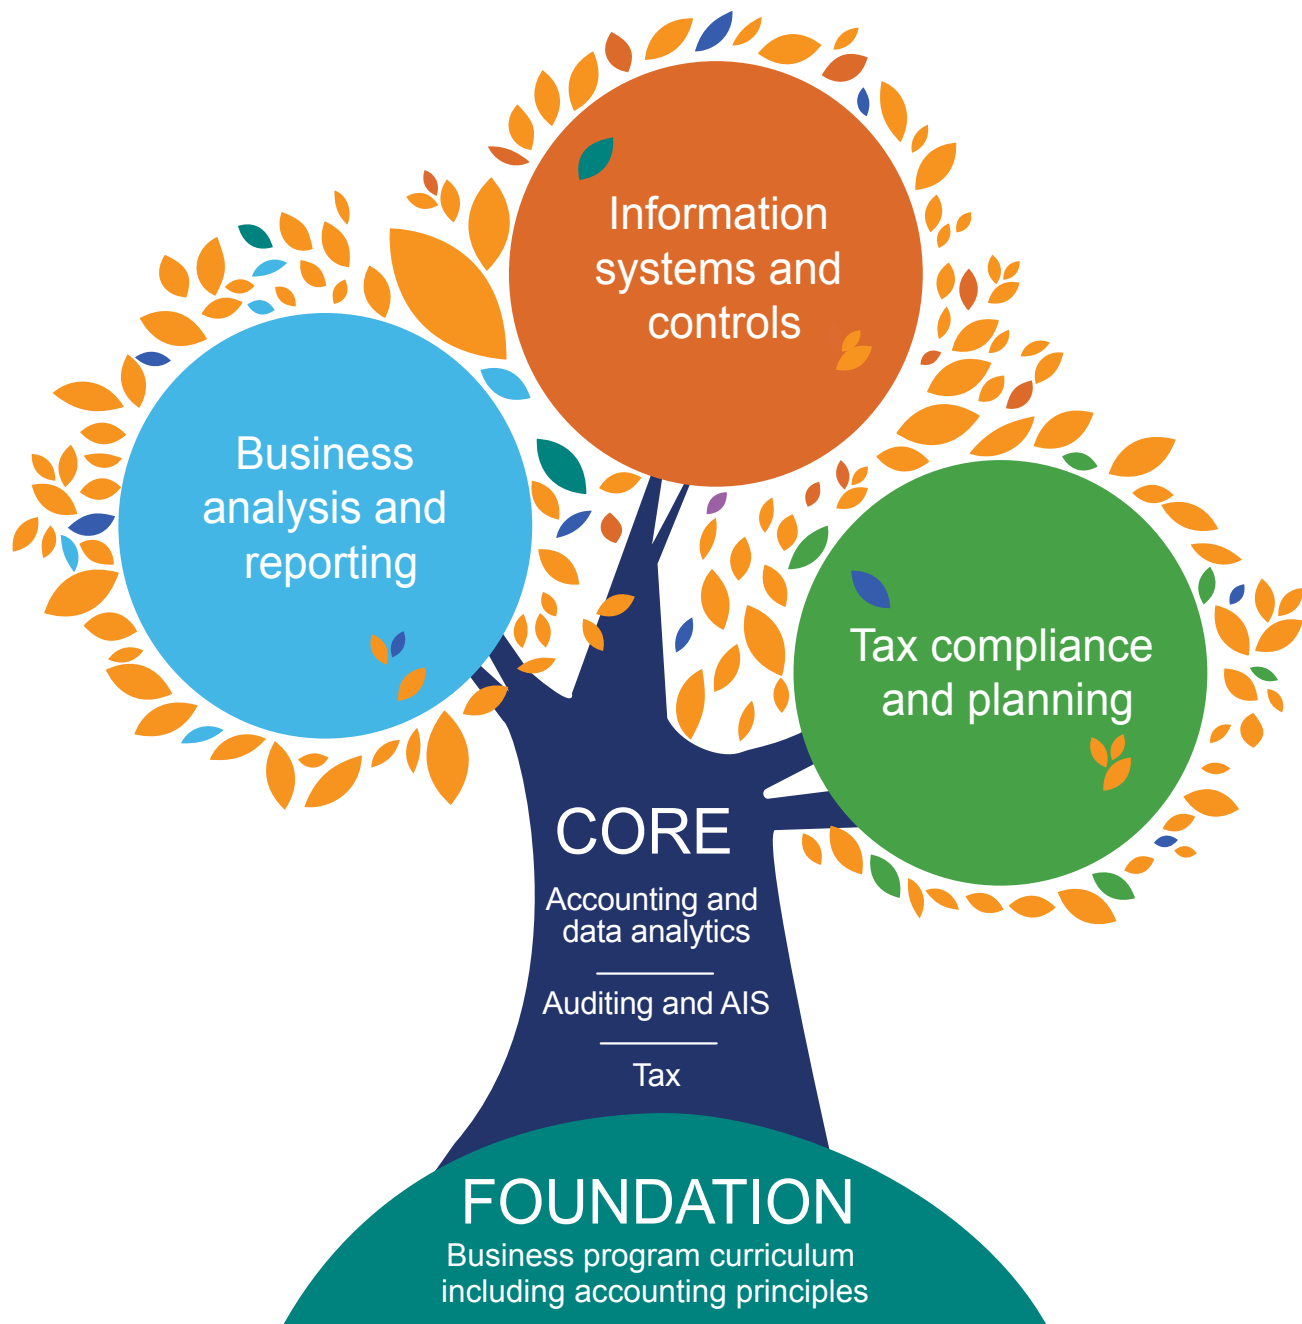 Information
systems and
controls
Business
analysis and
reporting
Tax compliance
and planning
CORE
Accounting and
data analytics
Auditing and AIS
Tax
FOUNDATION
Business program curriculum
including accounting principles